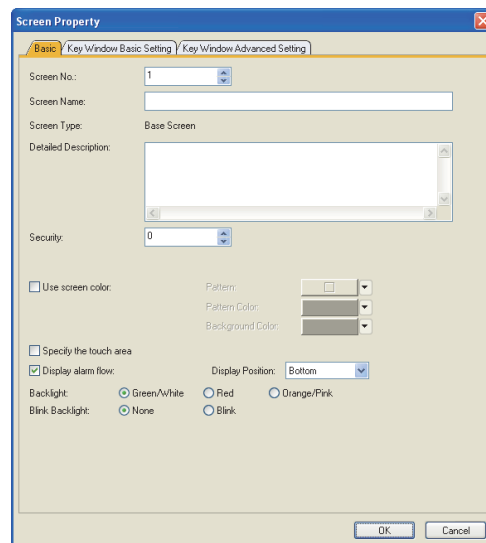 Screen Property
Basic Key Window Basic Setting Key Window Advanced Setting
Screen No.: 1
Screen Name:
Screen Type: Base Screen
Detailed Description:
Security: 0
Use screen color: Pattern:
Pattern Color:
Background Color:
Specify the touch area
Display alarm flow: Display Position: Bottom
Backlight: Green/White Red Orange/Pink
Blink Backlight: None Blink
OK Cancel